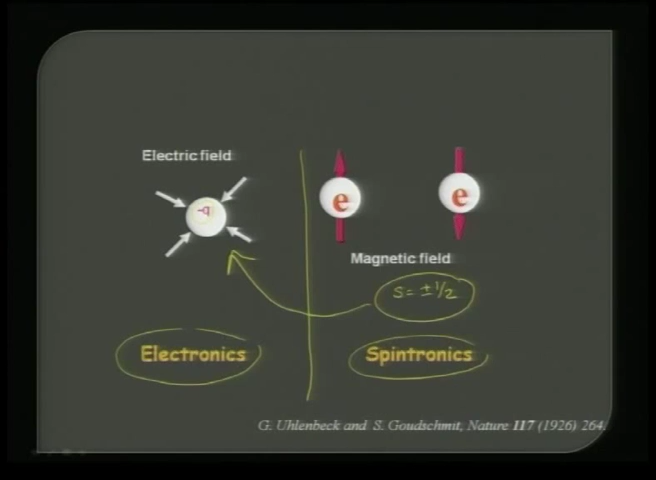 Electric field
-q
e
e
Magnetic field
s = ±1/2
Electronics
Spintronics
G. Uhlenbeck and S. Goudschmit, Nature 117 (1926) 264.